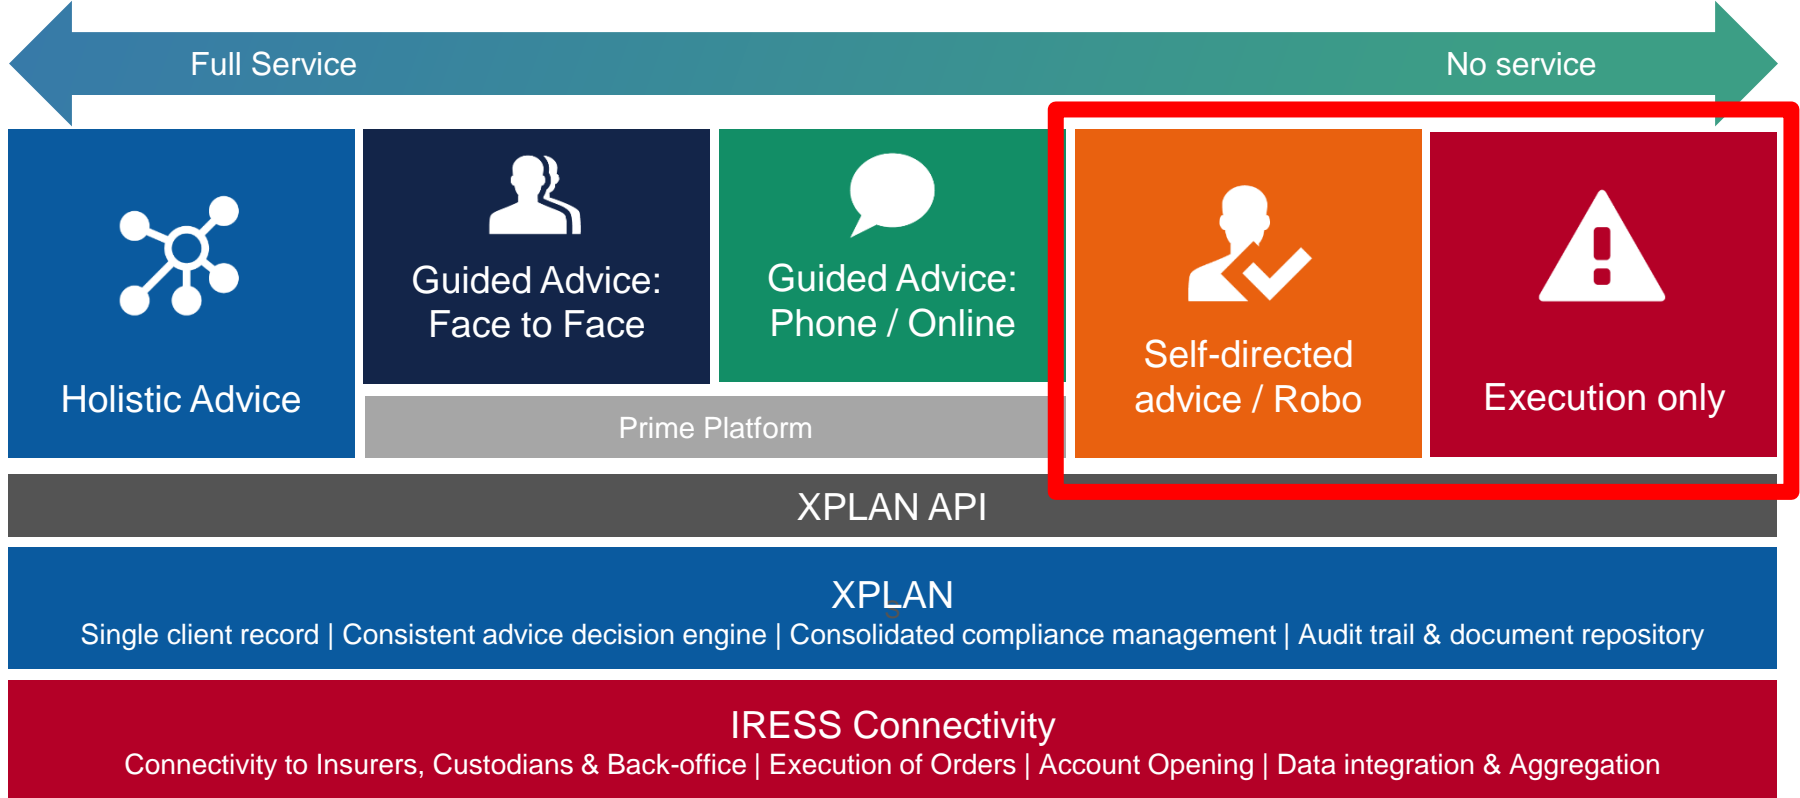 Full Service
No service
Holistic Advice
Guided Advice:
Face to Face
Guided Advice:
Phone / Online
Prime Platform
Self-directed
advice / Robo
Execution only
XPLAN API
XPLAN
Single client record | Consistent advice decision engine | Consolidated compliance management | Audit trail & document repository
IRESS Connectivity
Connectivity to Insurers, Custodians & Back-office | Execution of Orders | Account Opening | Data integration & Aggregation